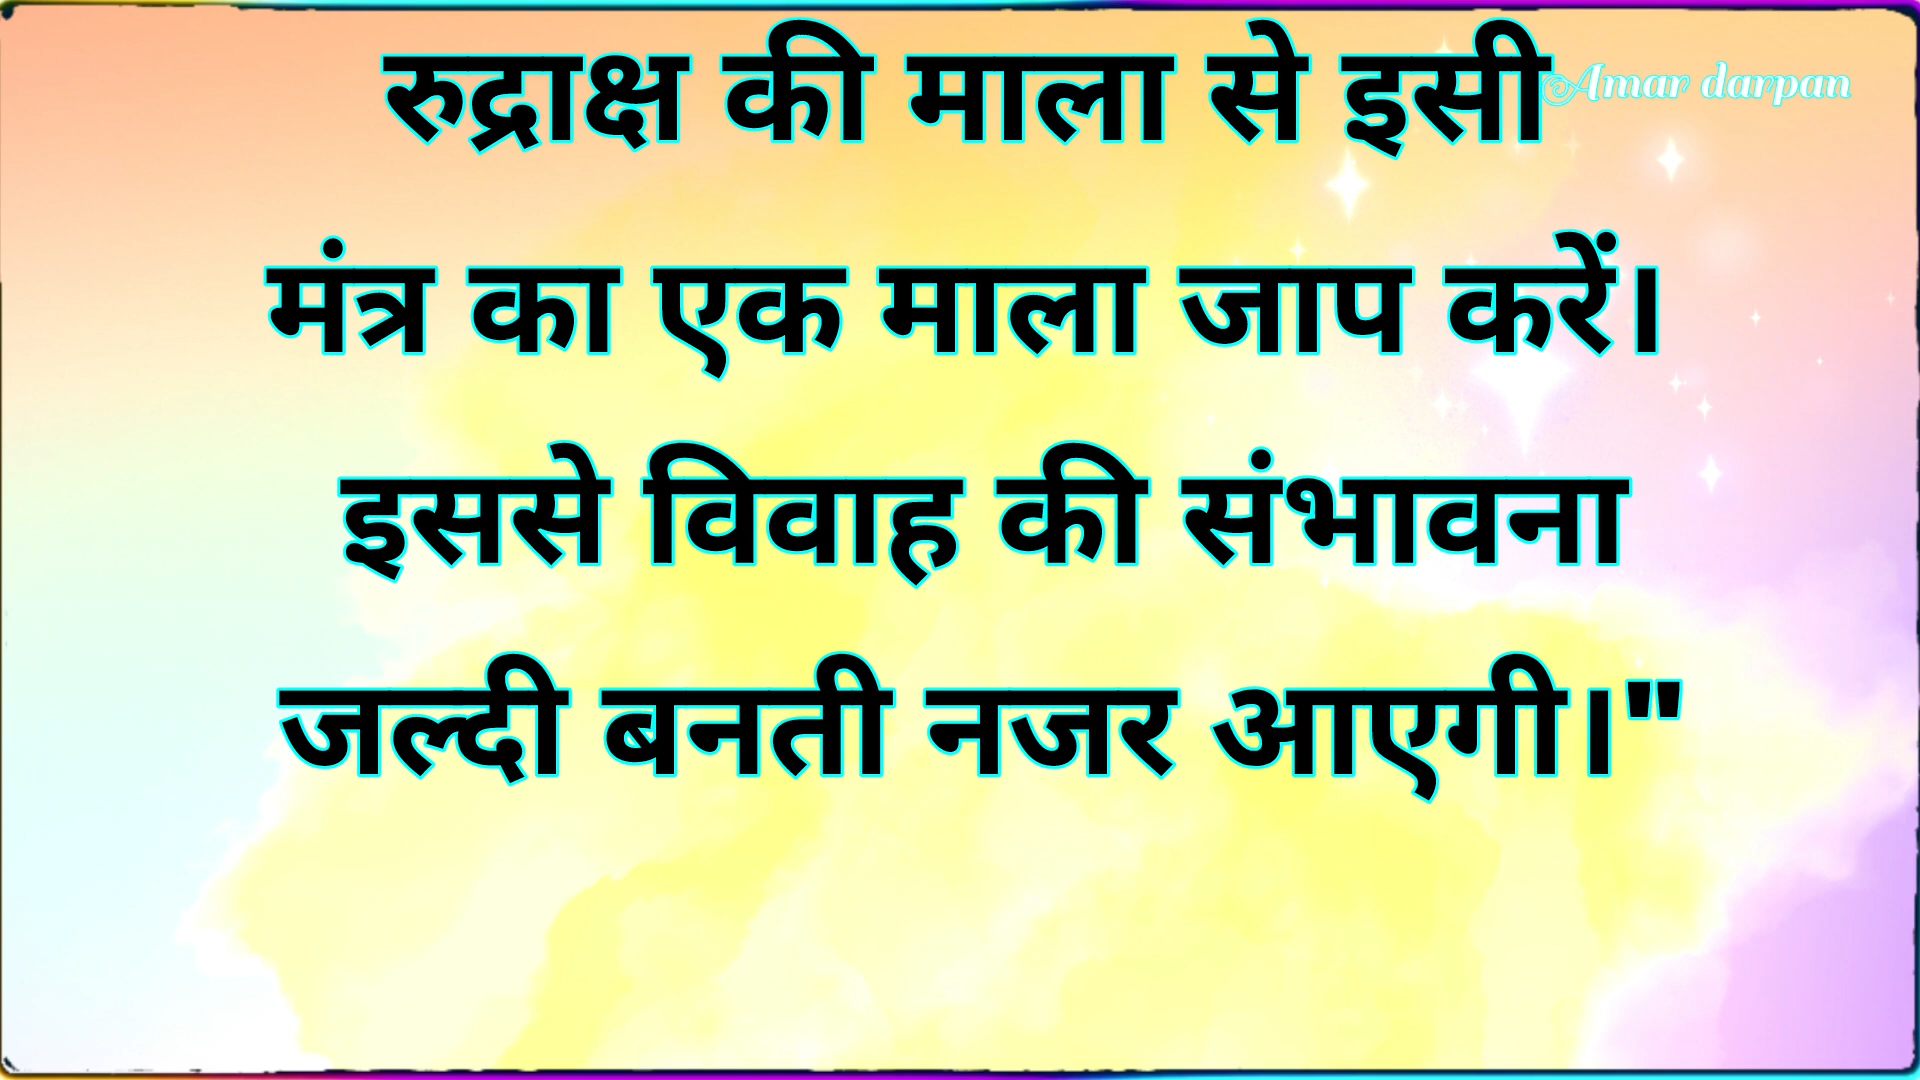 रुद्राक्ष की माला से इसी
Amar darpan
मंत्र का एक माला जाप करें।
इससे विवाह की संभावना
जल्दी बनती नजर आएगी।"